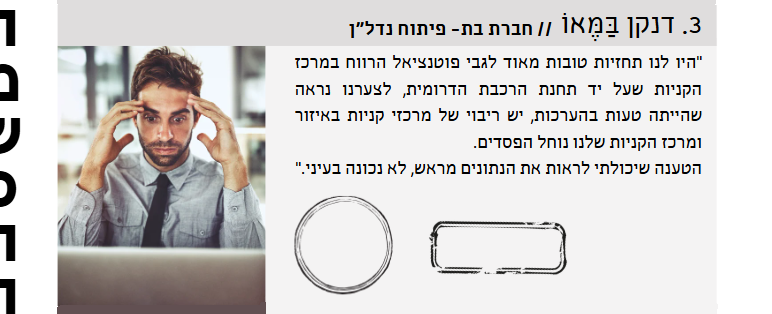 3. דנקן בַּמֶּאוֹ // חברת בת- פיתוח נדל"ן
"היו לנו תחזיות טובות מאוד לגבי פוטנציאל הרווח במרכז
הקניות שעל יד תחנת הרכבת הדרומית, לצערנו נראה
שהייתה טעות בהערכות, יש ריבוי של מרכזי קניות באיזור
ומרכז הקניות שלנו נוחל הפסדים.
הטענה שיכולתי לראות את הנתונים מראש, לא נכונה בעיני."